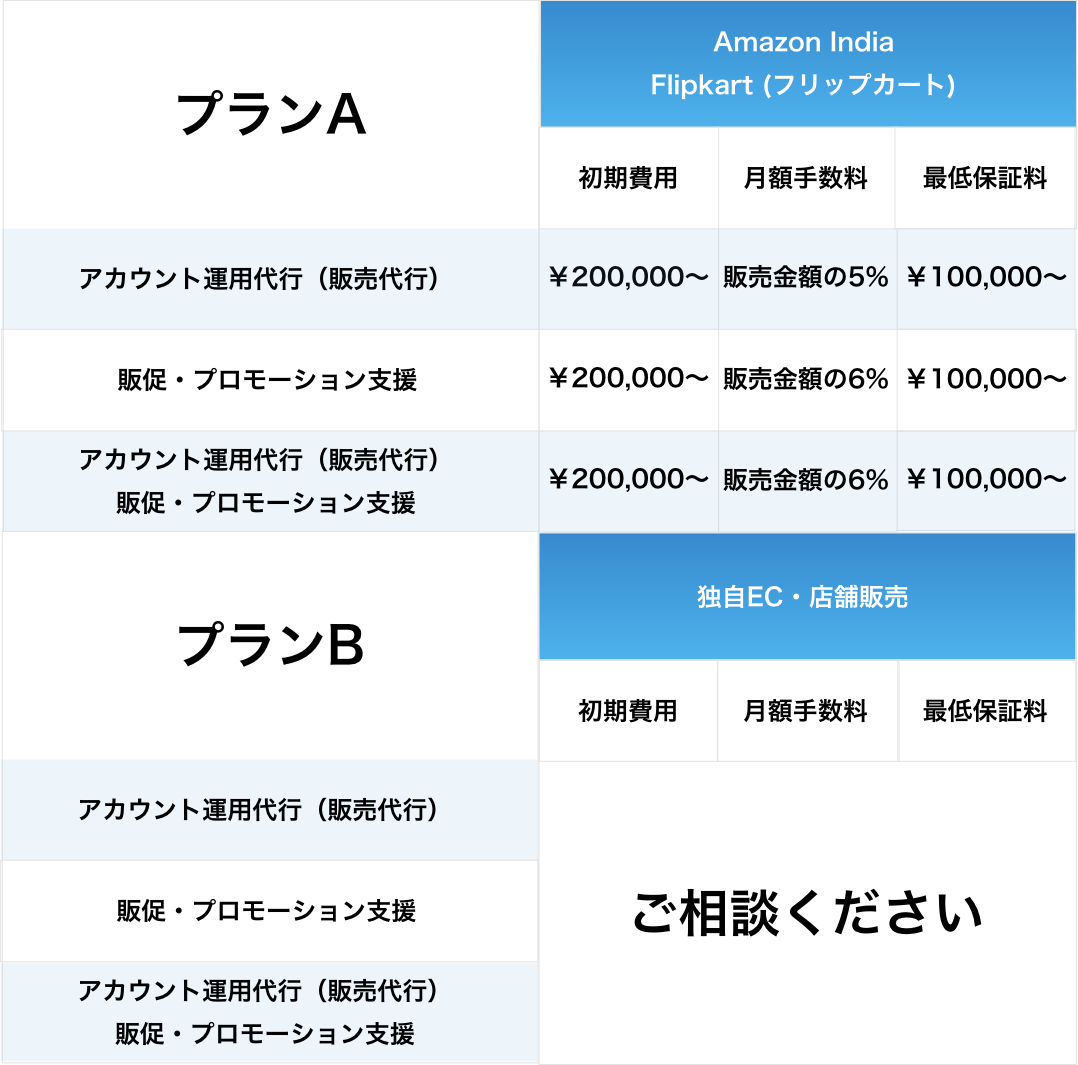 プランA
Amazon India
Flipkart (フリップカート)
初期費用 月額手数料 最低保証料
アカウント運用代行（販売代行） ￥200,000〜 販売金額の5% ￥100,000〜
販促・プロモーション支援 ￥200,000〜 販売金額の6% ￥100,000〜
アカウント運用代行（販売代行）
販促・プロモーション支援
￥200,000〜 販売金額の6% ￥100,000〜
プランB
独自EC・店舗販売
初期費用 月額手数料 最低保証料
アカウント運用代行（販売代行）
販促・プロモーション支援
アカウント運用代行（販売代行）
販促・プロモーション支援
ご相談ください